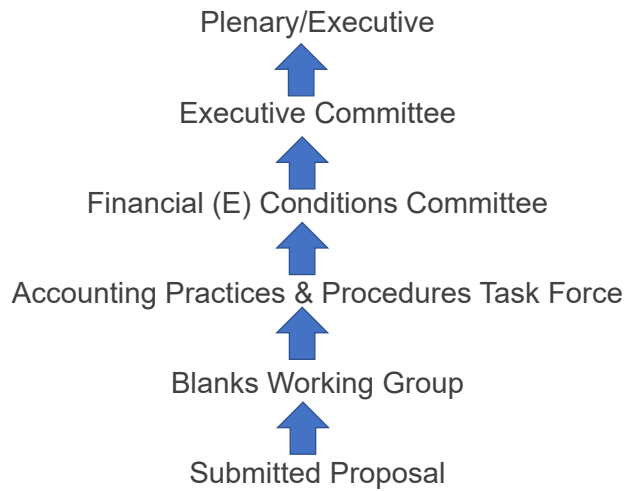 Plenary/Executive
Executive Committee
Financial (E) Conditions Committee
Accounting Practices & Procedures Task Force
Blanks Working Group
Submitted Proposal